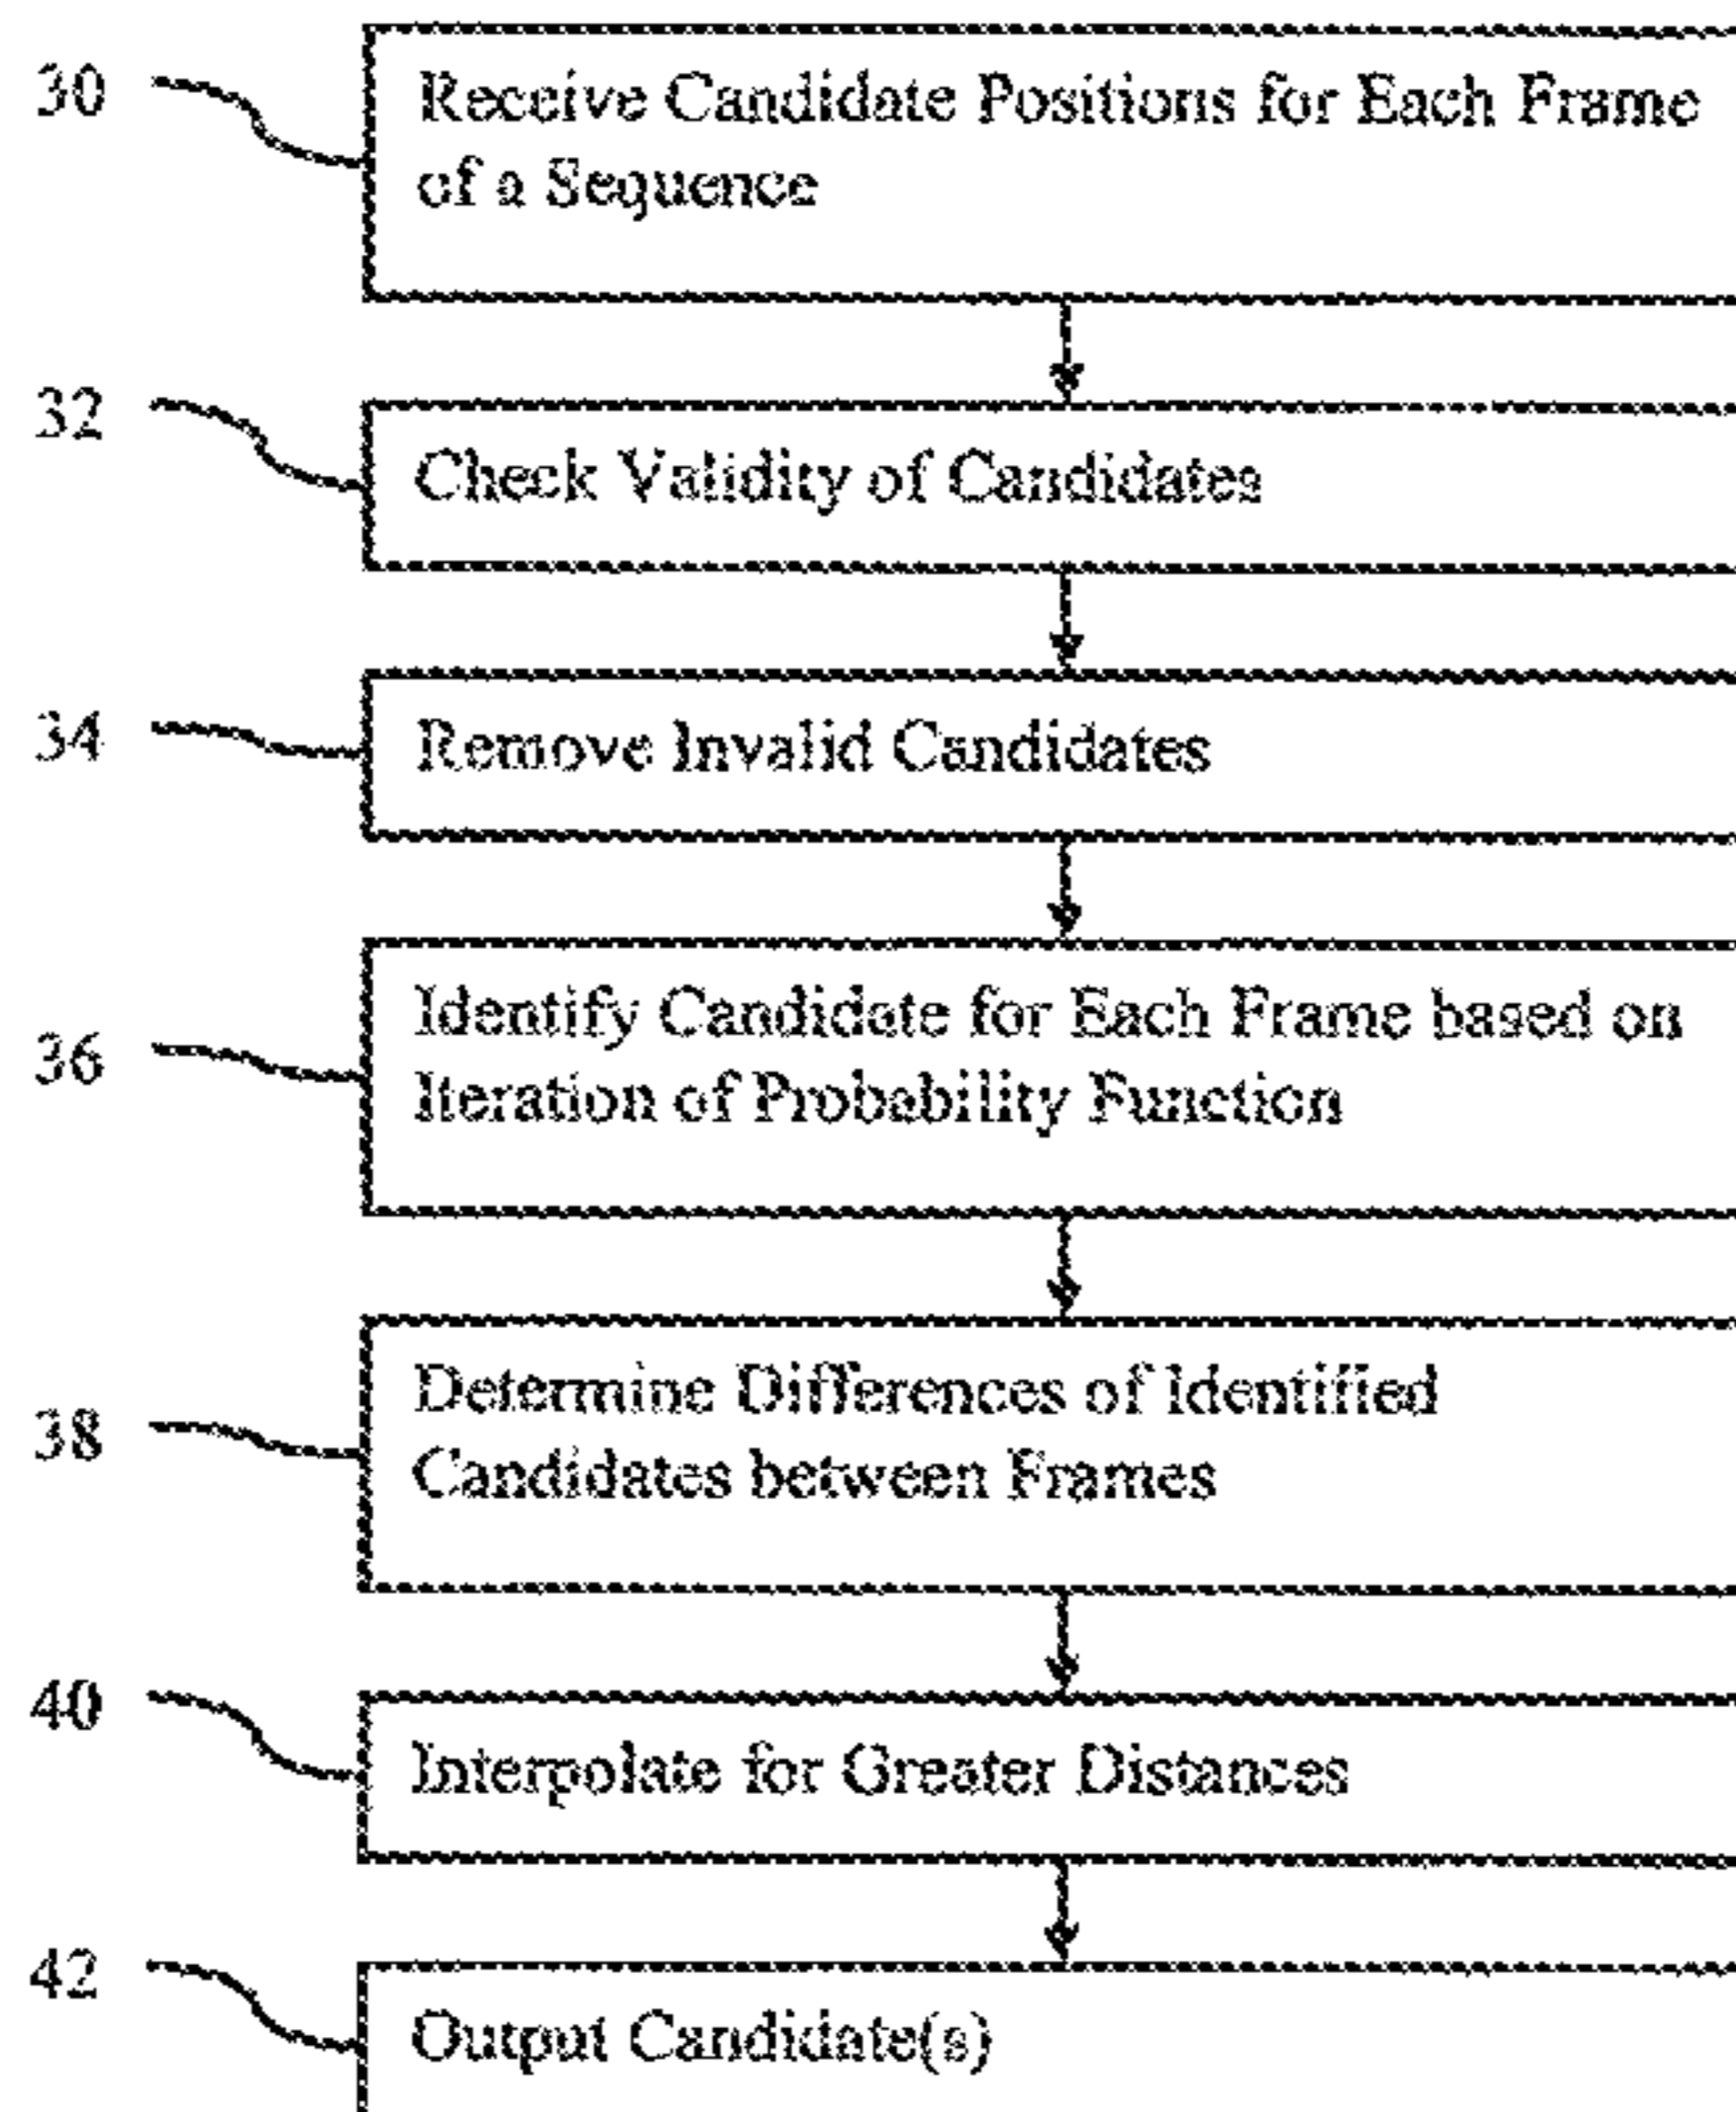 30
Receive Candidate Positions for Each Frame
of a Sequence
32
Check Validity of Candidates
34
Remove Invalid Candidates
36
Identify Candidate for Each Frame based on
Iteration of Probability Function
38
Determine Differences of Identified
Candidates between Frames
40
Interpolate for Greater Distances
42
Output Candidate(s)